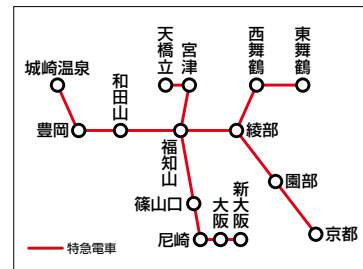 城崎温泉
天橋立
宮津
西舞鶴
東舞鶴
豊岡
和田山
福知山
綾部
園部
篠山口
京都
尼崎
大阪
新大阪
特急電車